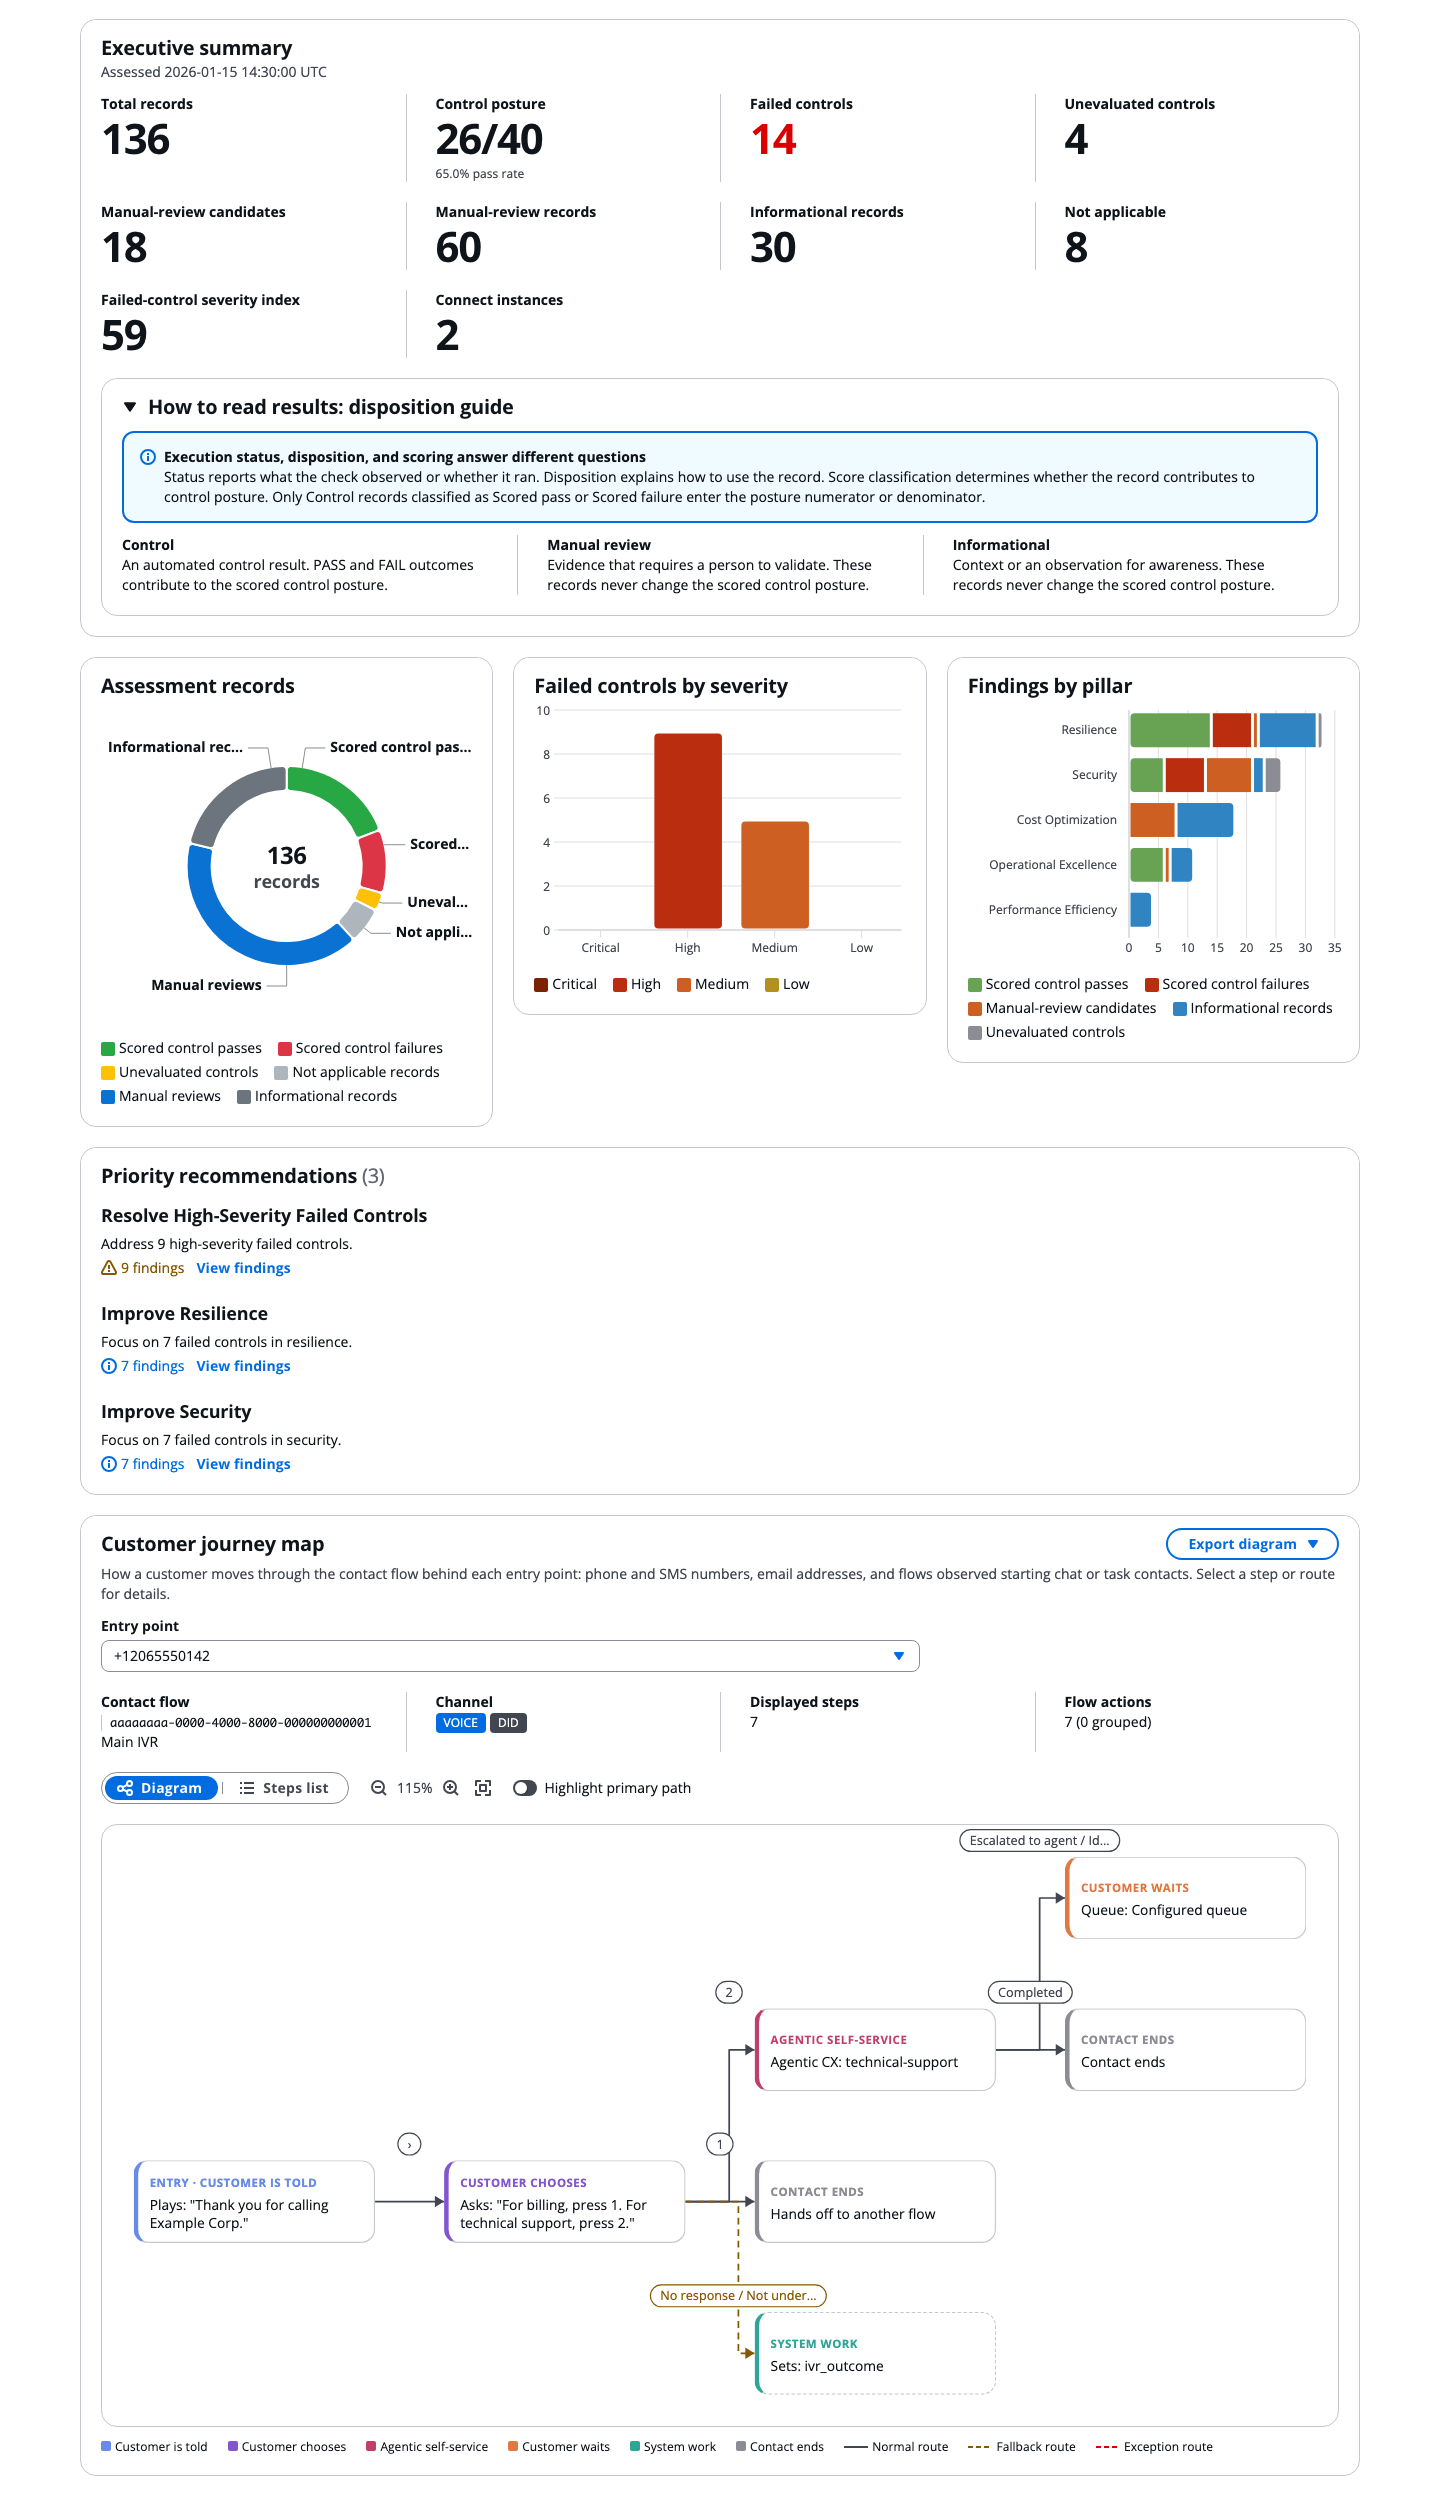 Executive summary
Assessed 2026-01-15 14:30:00 UTC
Total records
136
Control posture
26/40
65.0% pass rate
Failed controls
14
Unevaluated controls
4
Manual-review candidates
18
Manual-review records
60
Informational records
30
Not applicable
8
Failed-control severity index
59
Connect instances
2
How to read results: disposition guide
Execution status, disposition, and scoring answer different questions
Status reports what the check observed or whether it ran. Disposition explains how to use the record. Score classification determines whether the record contributes to
control posture. Only Control records classified as Scored pass or Scored failure enter the posture numerator or denominator.
Control
An automated control result. PASS and FAIL outcomes
contribute to the scored control posture.
Manual review
Evidence that requires a person to validate. These
records never change the scored control posture.
Informational
Context or an observation for awareness. These
records never change the scored control posture.
Assessment records
Informational rec...
Scored control pas...
Scored...
Uneval...
Not appli...
Manual reviews
136
records
Scored control passes
Scored control failures
Unevaluated controls
Not applicable records
Manual reviews
Informational records
Failed controls by severity
10
8
6
4
2
0
Critical
High
Medium
Low
Critical
High
Medium
Low
Findings by pillar
Resilience
Security
Cost Optimization
Operational Excellence
Performance Efficiency
0 5 10 15 20 25 30 35
Scored control passes
Scored control failures
Manual-review candidates
Informational records
Unevaluated controls
Priority recommendations (3)
Resolve High-Severity Failed Controls
Address 9 high-severity failed controls.
9 findings View findings
Improve Resilience
Focus on 7 failed controls in resilience.
7 findings View findings
Improve Security
Focus on 7 failed controls in security.
7 findings View findings
Customer journey map
Export diagram
How a customer moves through the contact flow behind each entry point: phone and SMS numbers, email addresses, and flows observed starting chat or task contacts. Select a step or route
for details.
Entry point
+12065550142
Contact flow
aaaaaaaa-0000-4000-8000-000000000001
Main IVR
Channel
VOICE DID
Displayed steps
7
Flow actions
7 (0 grouped)
Diagram
Steps list
115%
Highlight primary path
Escalated to agent / Id...
CUSTOMER WAITS
Queue: Configured queue
2
Completed
AGENTIC SELF-SERVICE
Agentic CX: technical-support
CONTACT ENDS
Contact ends
›
1
ENTRY · CUSTOMER IS TOLD
Plays: "Thank you for calling
Example Corp."
CUSTOMER CHOOSES
Asks: "For billing, press 1. For
technical support, press 2."
CONTACT ENDS
Hands off to another flow
No response / Not under...
SYSTEM WORK
Sets: ivr_outcome
Customer is told
Customer chooses
Agentic self-service
Customer waits
System work
Contact ends
Normal route
Fallback route
Exception route